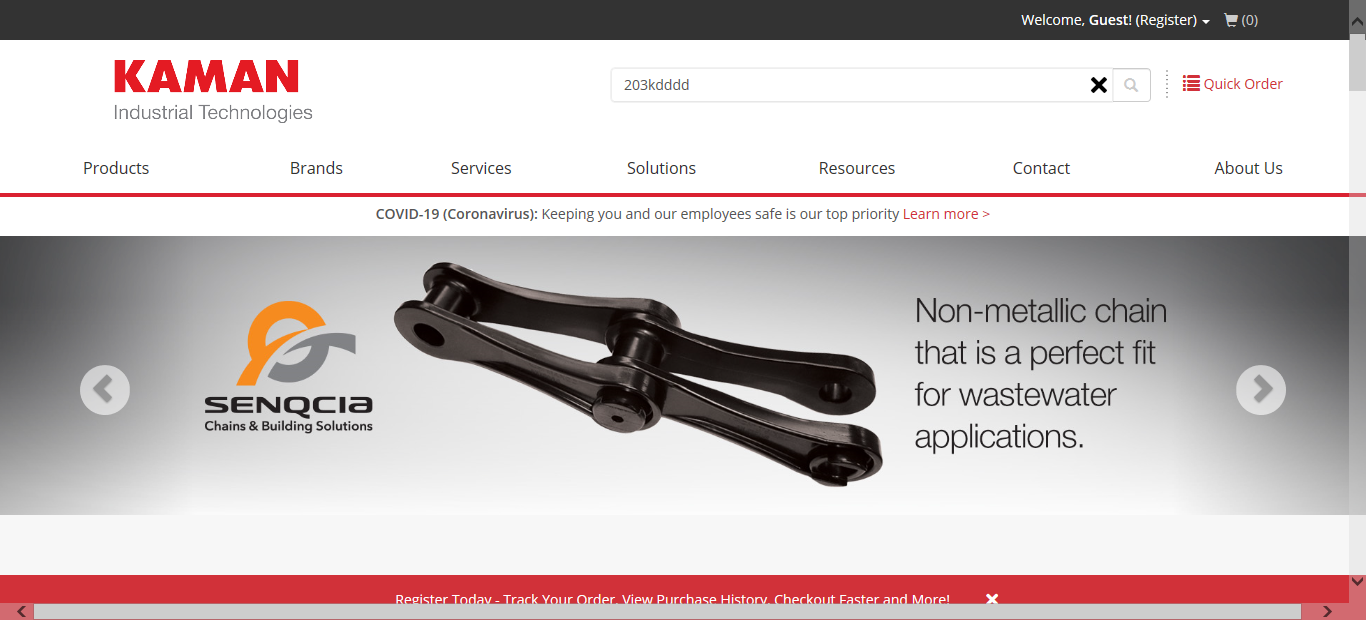 Welcome, Guest! (Register) (0)
KAMAN
Industrial Technologies
203kdddd
Quick Order
Products Brands Services Solutions Resources Contact About Us
COVID-19 (Coronavirus): Keeping you and our employees safe is our top priority Learn more >
SENQCIA
Chains & Building Solutions
Non-metallic chain
that is a perfect fit
for wastewater
applications.
Register Today - Track Your Order, View Purchase History, Checkout Faster and More!